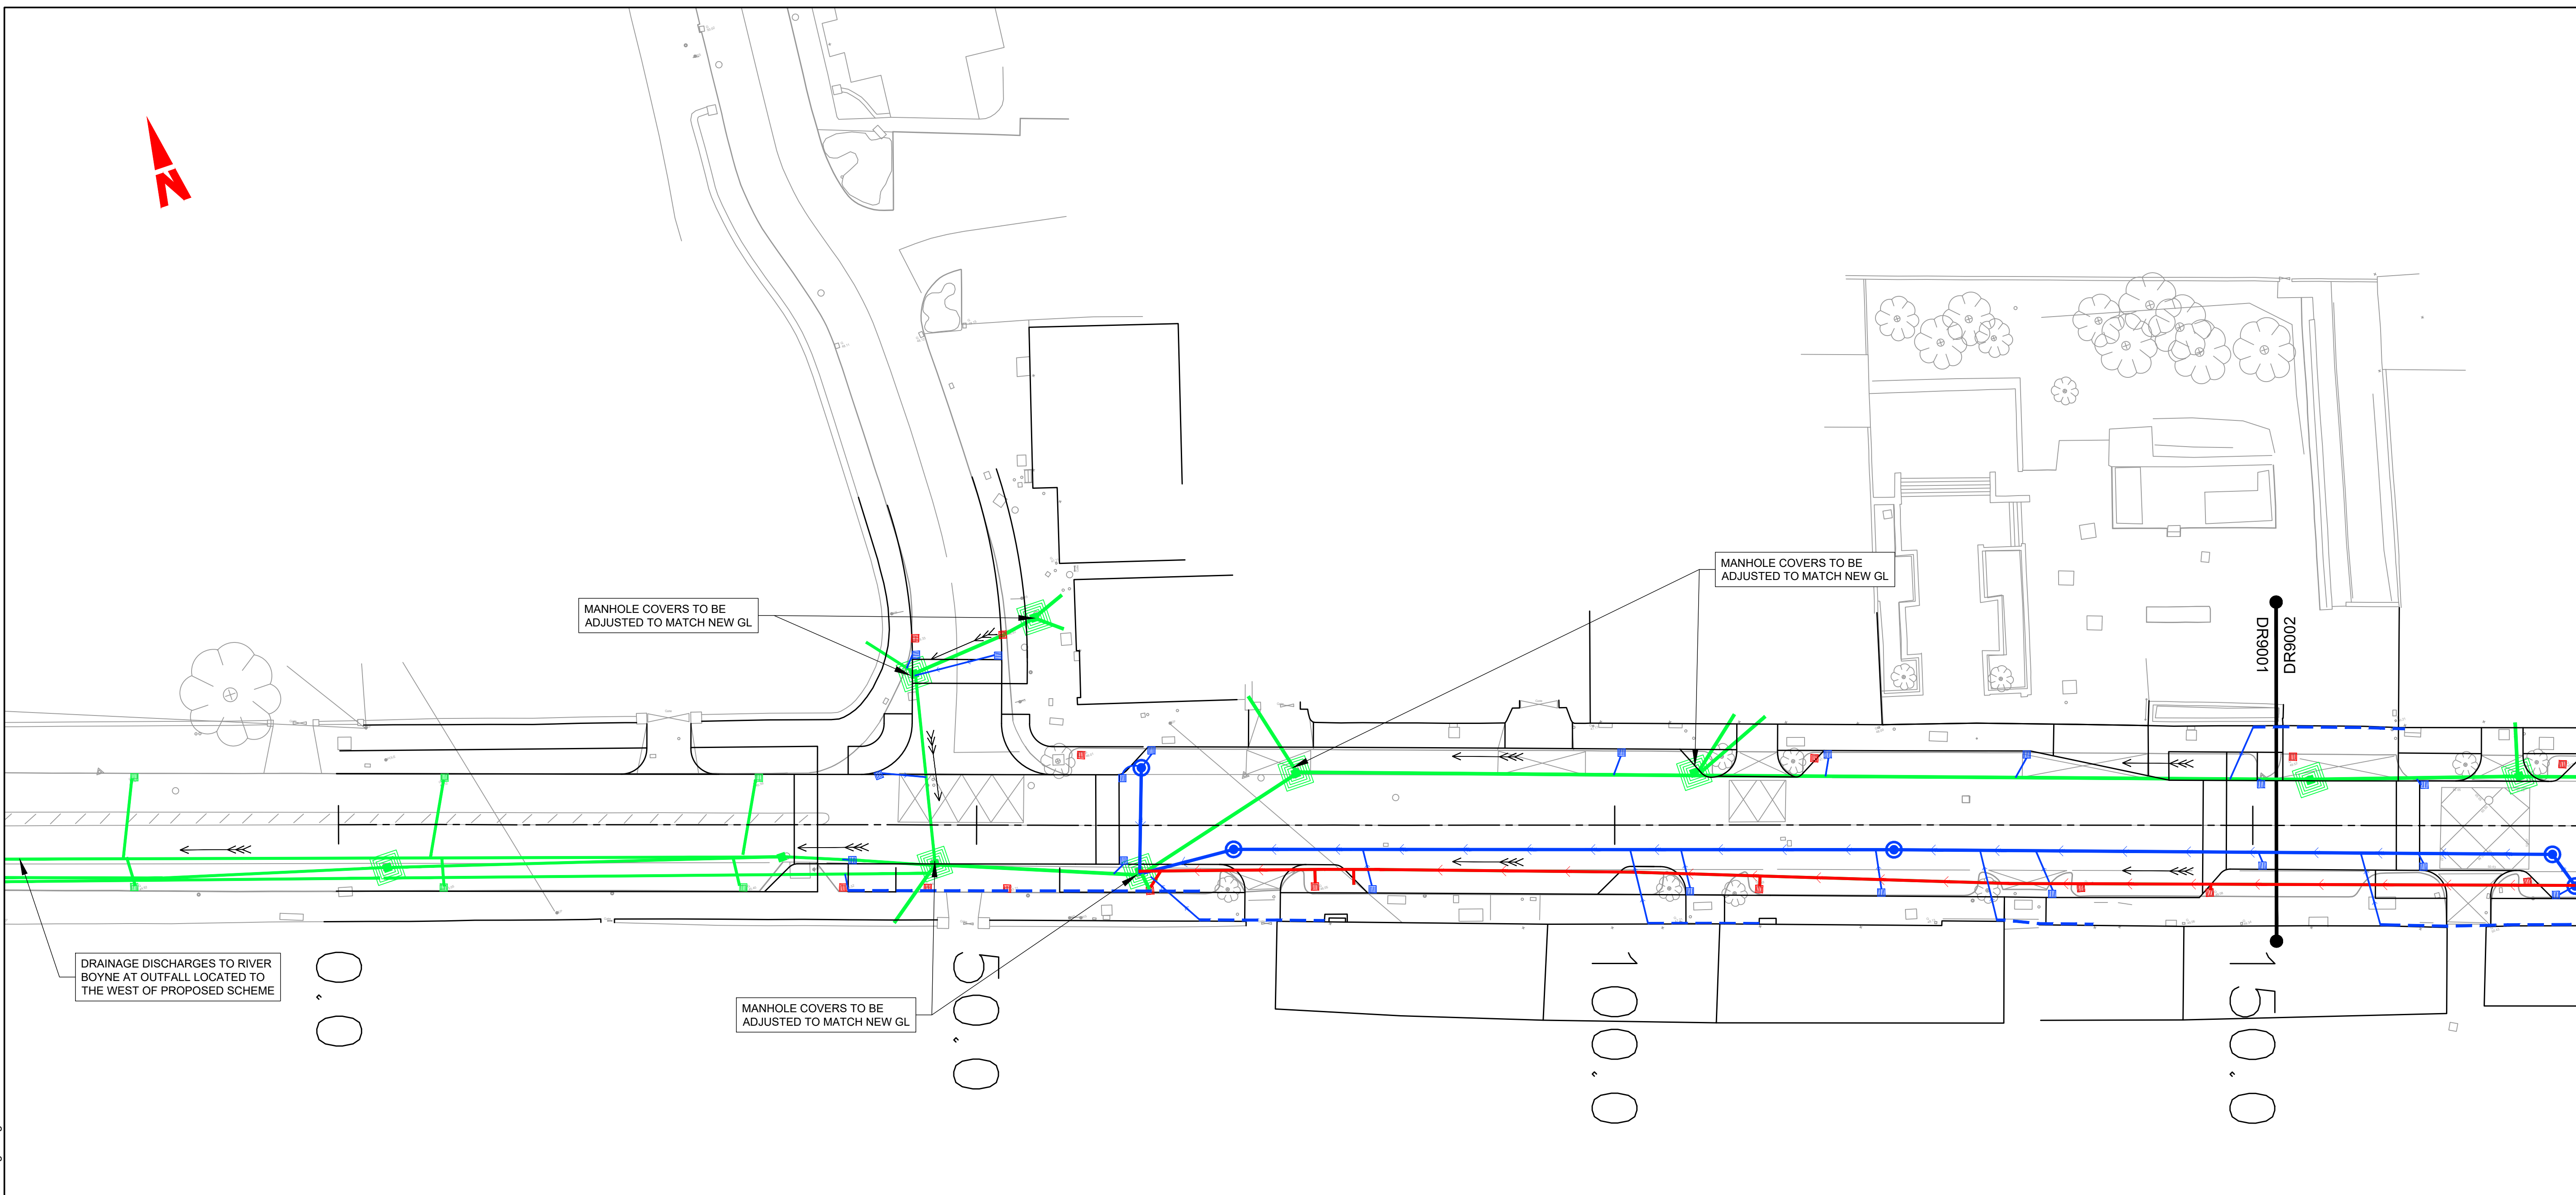 N
MANHOLE COVERS TO BE
ADJUSTED TO MATCH NEW GL
MANHOLE COVERS TO BE
ADJUSTED TO MATCH NEW GL
DR9001
DR9002
DRAINAGE DISCHARGES TO RIVER
BOYNE AT OUTFALL LOCATED TO
THE WEST OF PROPOSED SCHEME
MANHOLE COVERS TO BE
ADJUSTED TO MATCH NEW GL
0.0
50.0
100.0
150.0